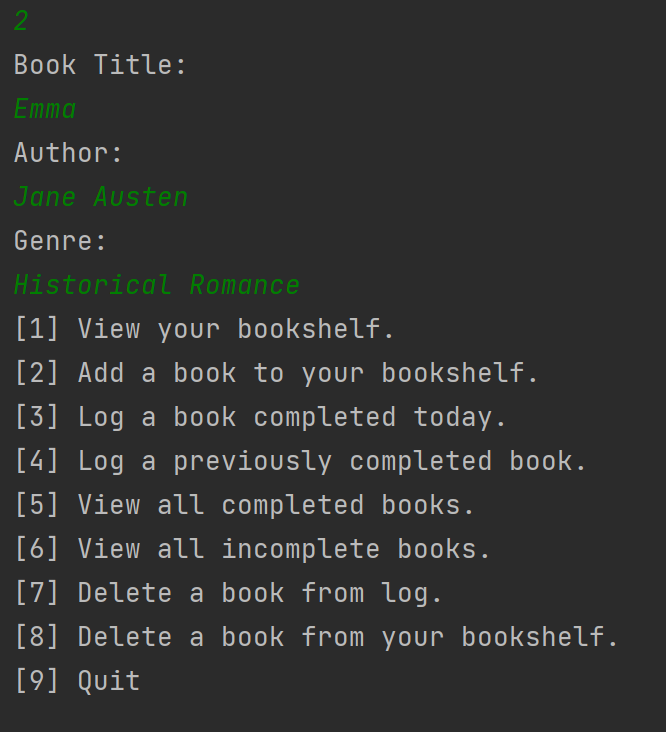 2
Book Title:
Emma
Author:
Jane Austen
Genre:
Historical Romance
[1] View your bookshelf.
[2] Add a book to your bookshelf.
[3] Log a book completed today.
[4] Log a previously completed book.
[5] View all completed books.
[6] View all incomplete books.
[7] Delete a book from log.
[8] Delete a book from your bookshelf.
[9] Quit